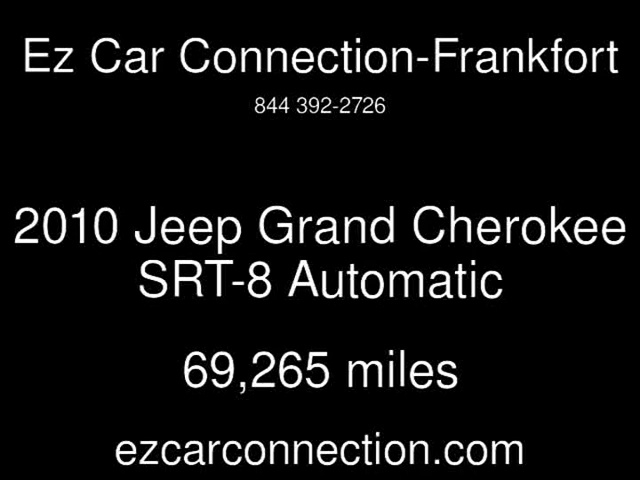 Ez Car Connection-Frankfort
844 392-2726
2010 Jeep Grand Cherokee
SRT-8 Automatic
69,265 miles
ezcarconnection.com